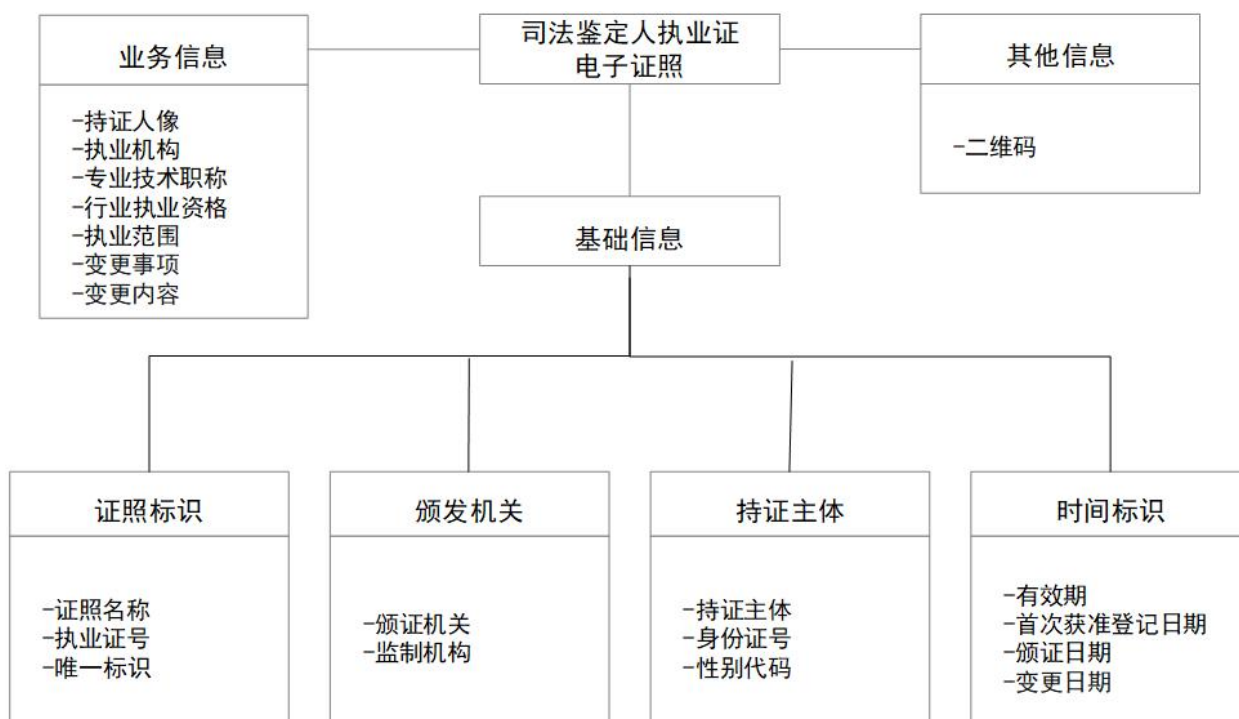 司法鉴定人执业证
电子证照
业务信息
-持证人像
-执业机构
-专业技术职称
-行业执业资格
-执业范围
-变更事项
-变更内容
其他信息
-二维码
基础信息
证照标识
-证照名称
-执业证号
-唯一标识
颁发机关
-颁证机关
-监制机构
持证主体
-持证主体
-身份证号
-性别代码
时间标识
-有效期
-首次获准登记日期
-颁证日期
-变更日期